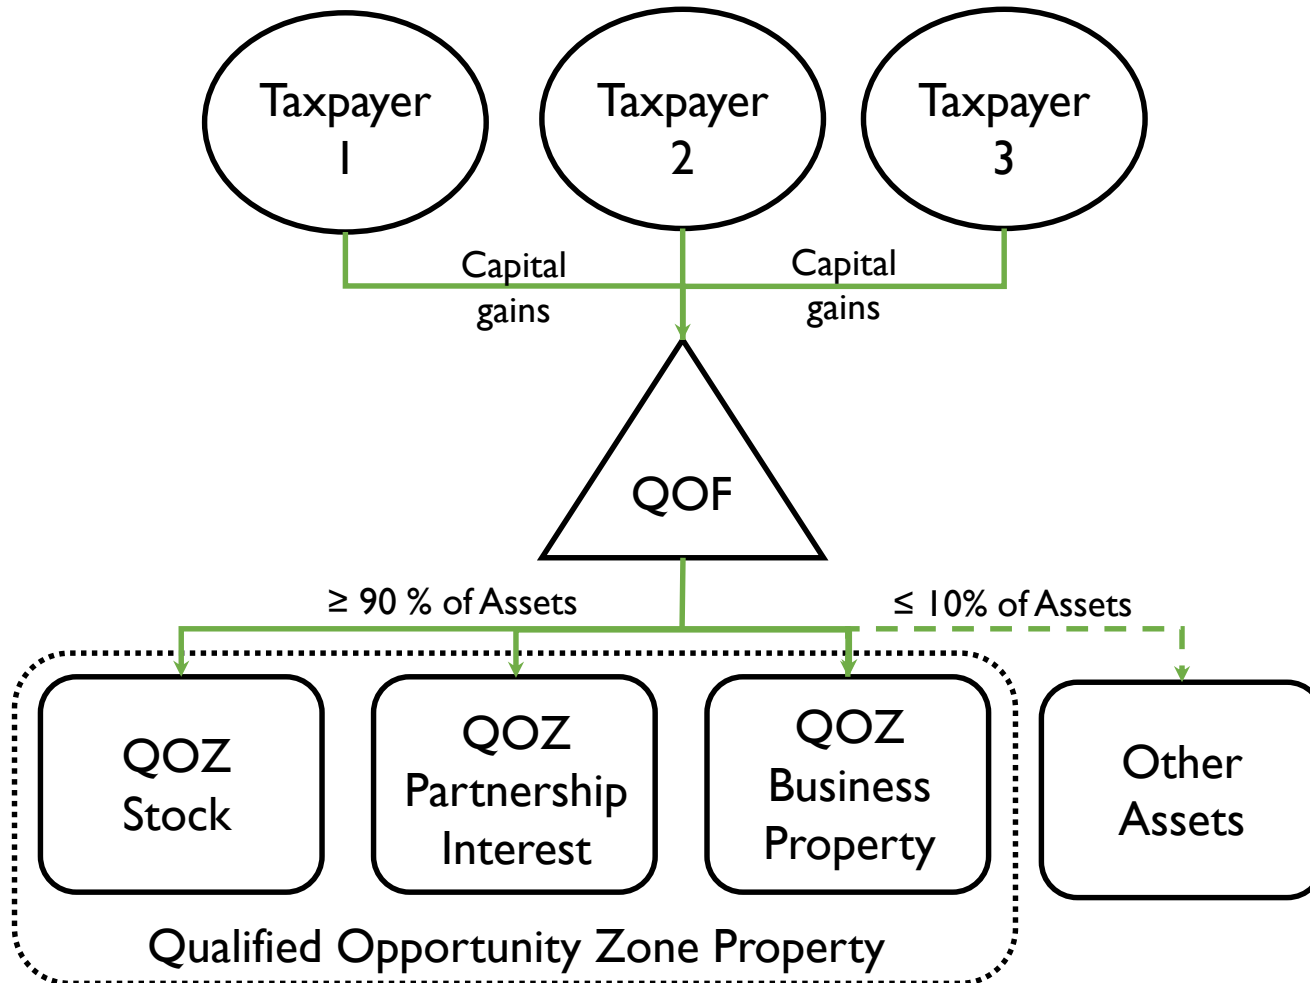 Taxpayer
1
Taxpayer
2
Taxpayer
3
Capital
gains
Capital
gains
QOF
≥ 90 % of Assets
≤ 10% of Assets
QOZ
Stock
QOZ
Partnership
Interest
QOZ
Business
Property
Other
Assets
Qualified Opportunity Zone Property